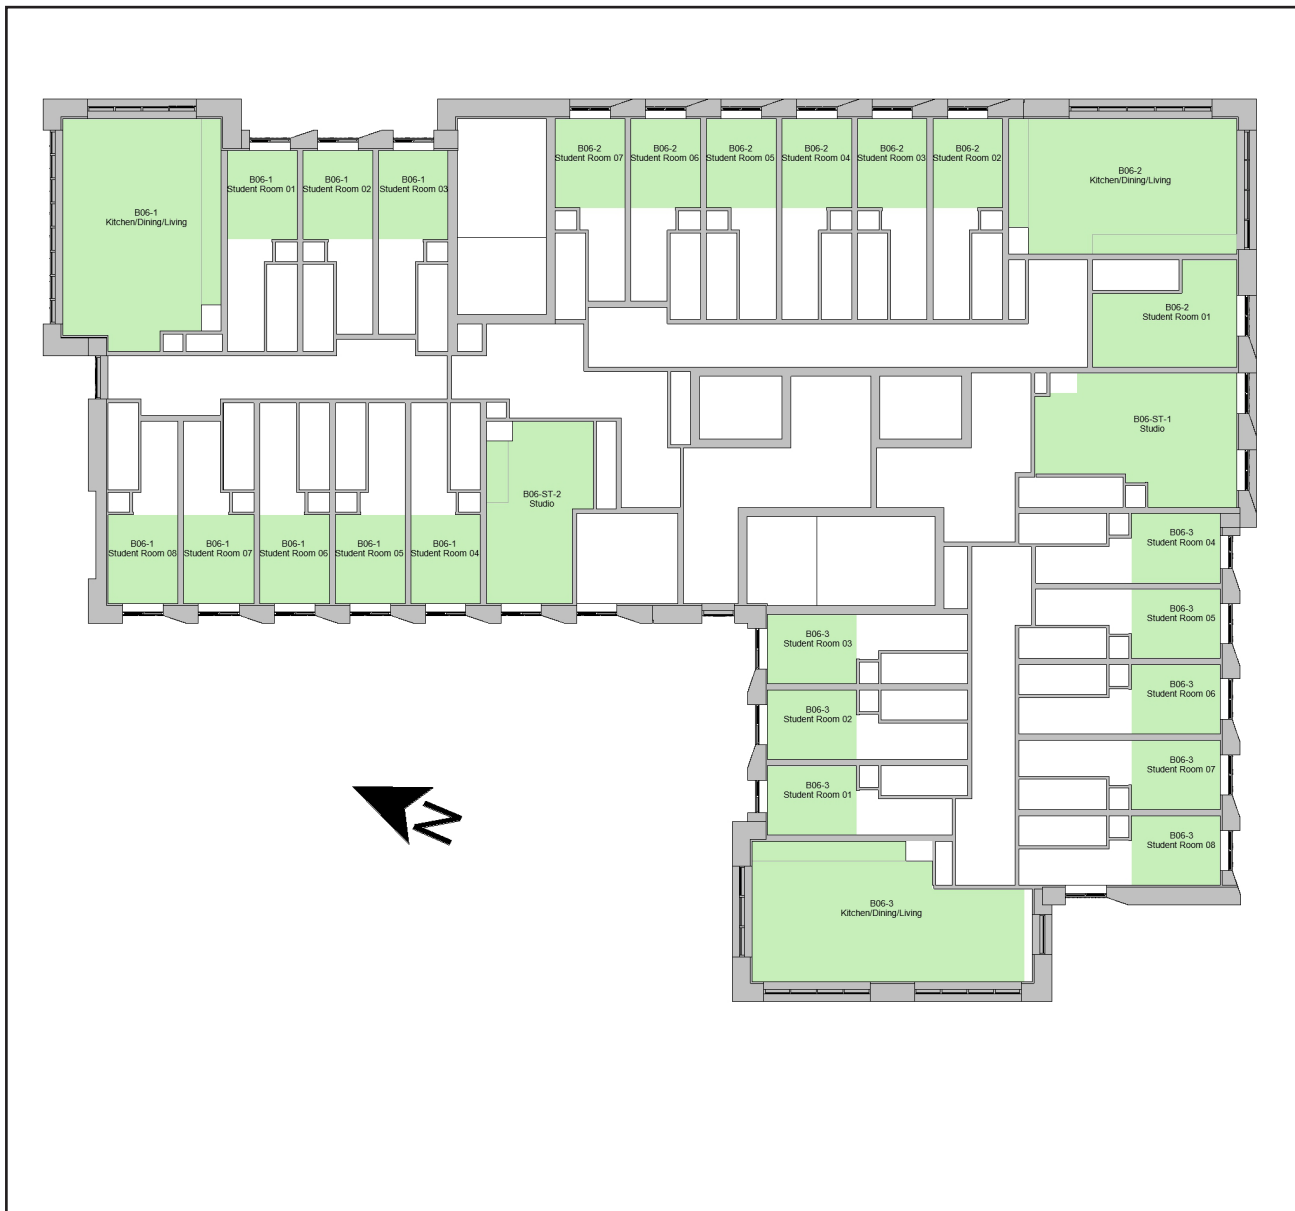 B06-2
Student Room 07
B06-2
Student Room 06
B06-2
Student Room 05
B06-2
Student Room 04
B06-2
Student Room 03
B06-2
Student Room 02
B06-2
Kitchen/Dining/Living
B06-1
Kitchen/Dining/Living
B06-1
Student Room 01
B06-1
Student Room 02
B06-1
Student Room 03
B06-2
Student Room 01
B06-ST-1
Studio
B06-ST-2
Studio
B06-1
Student Room 08
B06-1
Student Room 07
B06-1
Student Room 06
B06-1
Student Room 05
B06-1
Student Room 04
B06-3
Student Room 04
B06-3
Student Room 05
B06-3
Student Room 03
B06-3
Student Room 06
B06-3
Student Room 02
B06-3
Student Room 07
B06-3
Student Room 01
B06-3
Student Room 08
N
B06-3
Kitchen/Dining/Living